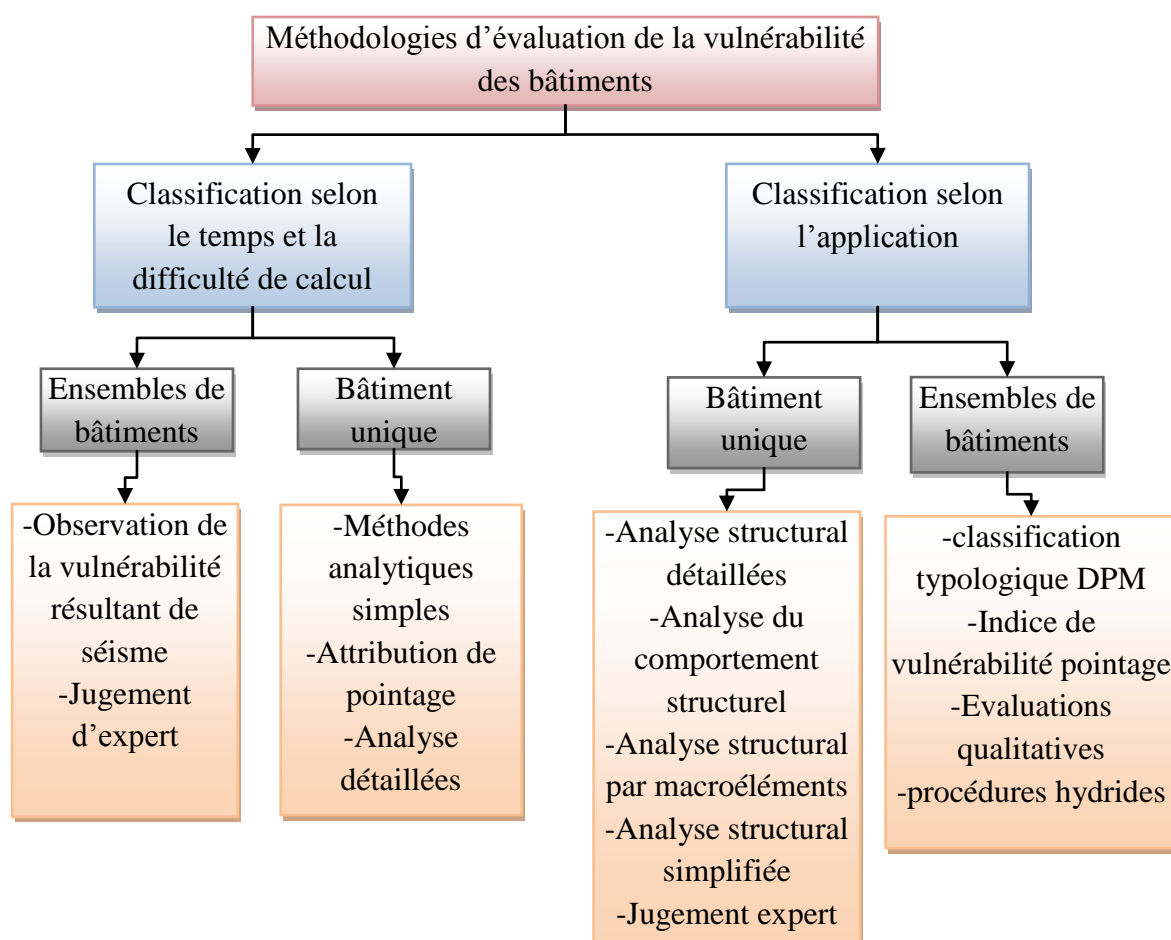 Méthodologies d’évaluation de la vulnérabilité
des bâtiments
Classification selon
le temps et la
difficulté de calcul
Classification selon
l’application
Ensembles de
bâtiments
Bâtiment
unique
Bâtiment
unique
Ensembles de
bâtiments
-Observation de
la vulnérabilité
résultant de
séisme
-Jugement
d’expert
-Méthodes
analytiques
simples
-Attribution de
pointage
-Analyse
détaillées
-Analyse structural
détaillées
-Analyse du
comportement
structurel
-Analyse structural
par macroéléments
-Analyse structural
simplifiée
-Jugement expert
-classification
typologique DPM
-Indice de
vulnérabilité pointage
-Evaluations
qualitatives
-procédures hydrides